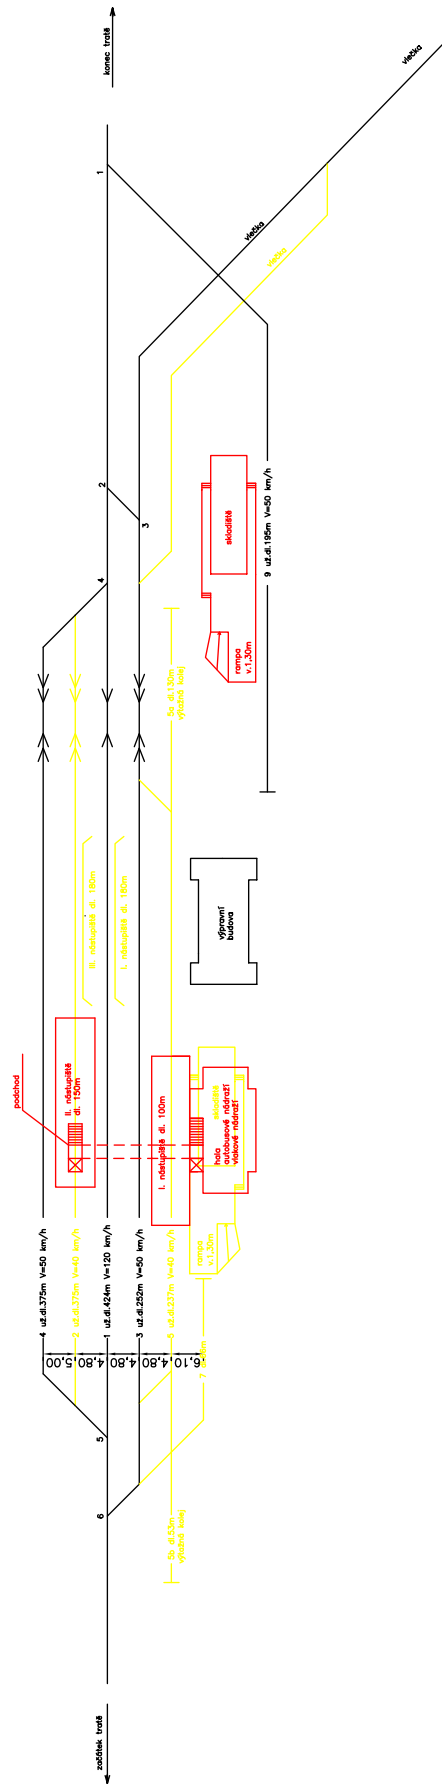 konec tratě
vlečka
1
vlečka
vlečka
2
3
4
skladiště
9 už.dl.195m V=50 km/h
rampa
v.1,30m
5a dl.130m
výtažná kolej
III. nástupiště dl. 160m
I. nástupiště dl. 160m
výpravní
budova
podchod
II. nástupiště
dl. 150m
I. nástupiště dl. 100m
skladiště
hala
autobusové nádraží
vlakové nádraží
rampa
v.1,30m
4 už.dl.375m V=50 km/h
2 už.dl.375m V=40 km/h
1 už.dl.424m V=120 km/h
3 už.dl.252m V=50 km/h
5 už.dl.237m V=40 km/h
7
5,00
4,80
4,80
4,80
6,10
5
6
5b dl.63m
výtažná kolej
začátek tratě